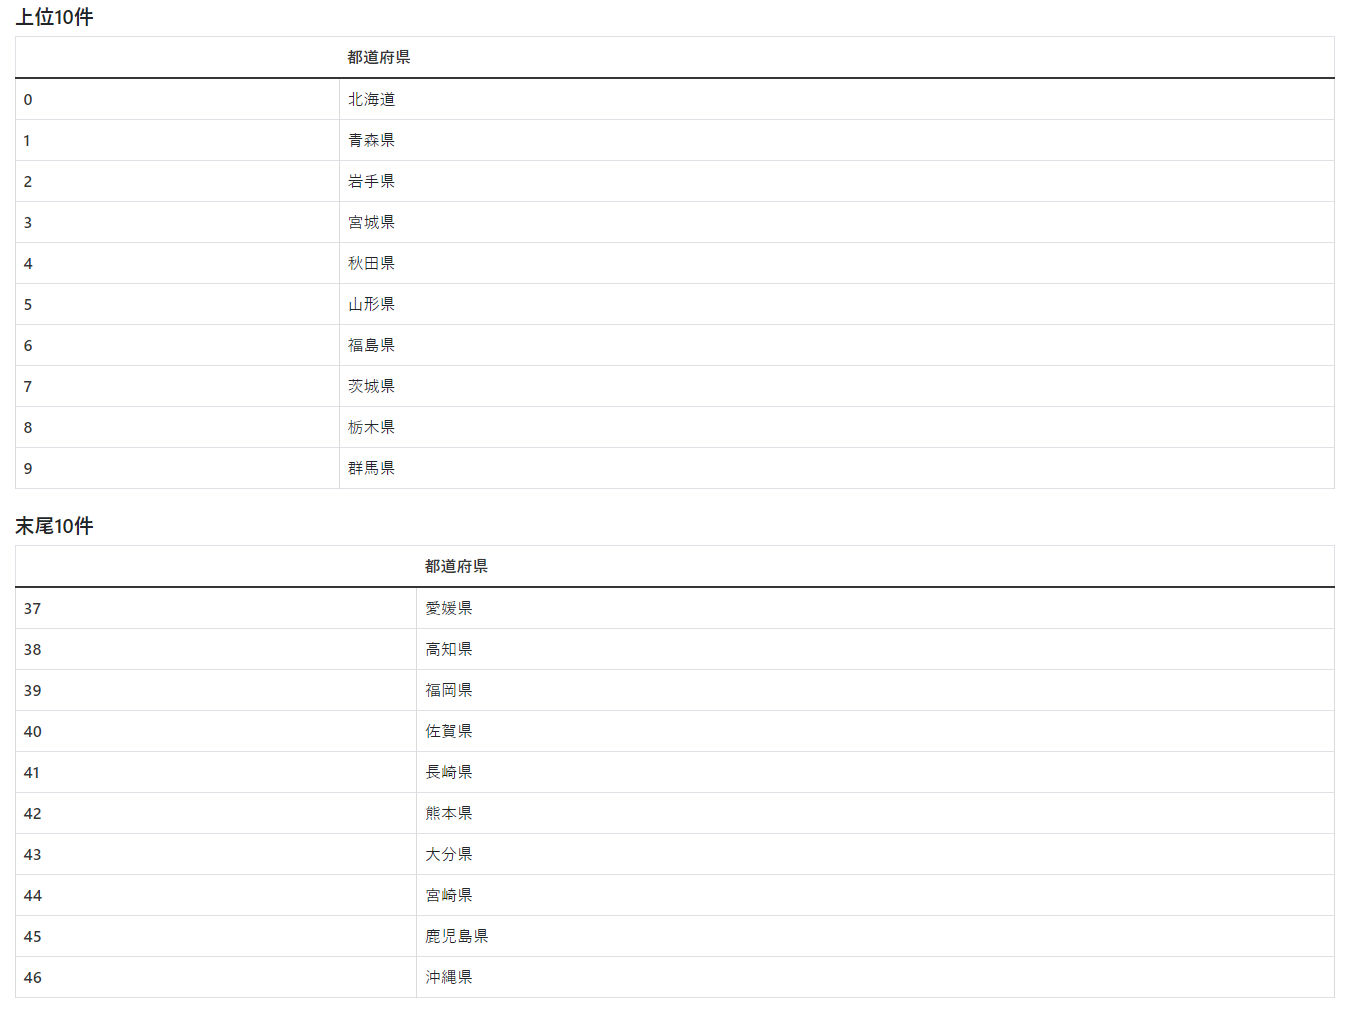 上位10件
都道府県
0 北海道
1 青森県
2 岩手県
3 宮城県
4 秋田県
5 山形県
6 福島県
7 茨城県
8 栃木県
9 群馬県
末尾10件
都道府県
37 愛媛県
38 高知県
39 福岡県
40 佐賀県
41 長崎県
42 熊本県
43 大分県
44 宮崎県
45 鹿児島県
46 沖縄県